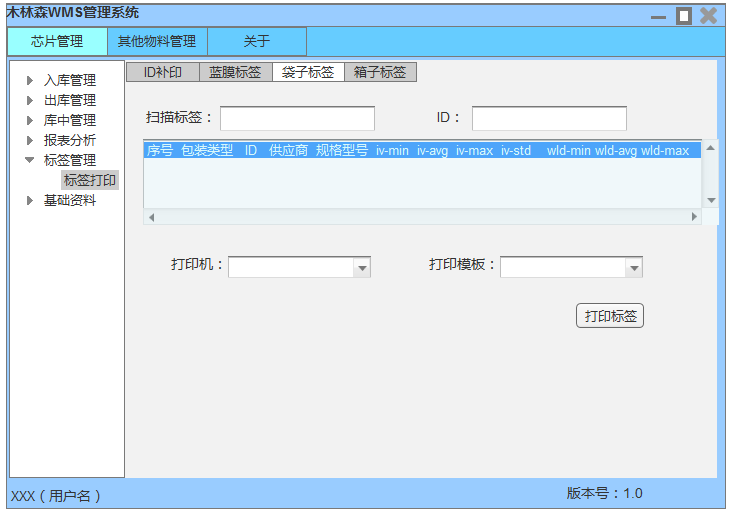 木林森WMS管理系统
芯片管理 其他物料管理 关于
入库管理
出库管理
库中管理
报表分析
标签管理
标签打印
基础资料
ID补印 蓝膜标签 袋子标签 箱子标签
扫描标签： ID：
序号 包装类型 ID 供应商 规格型号 iv-min iv-avg iv-max iv-std wld-min wld-avg wld-max
打印机： 打印模板：
打印标签
XXX（用户名） 版本号：1.0